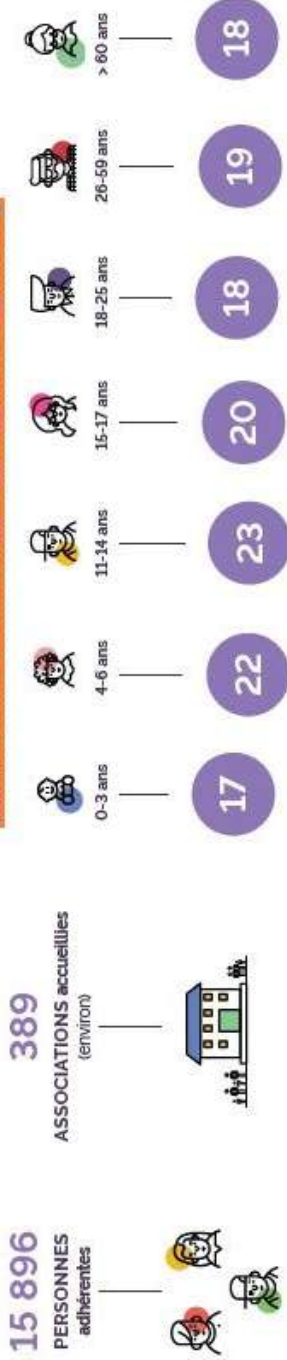 15 896
PERSONNES
adhérentes
389
ASSOCIATIONS accueillies
(environ)
0-3 ans
17
4-6 ans
22
11-14 ans
23
15-17 ans
20
18-25 ans
18
26-59 ans
19
> 60 ans
18